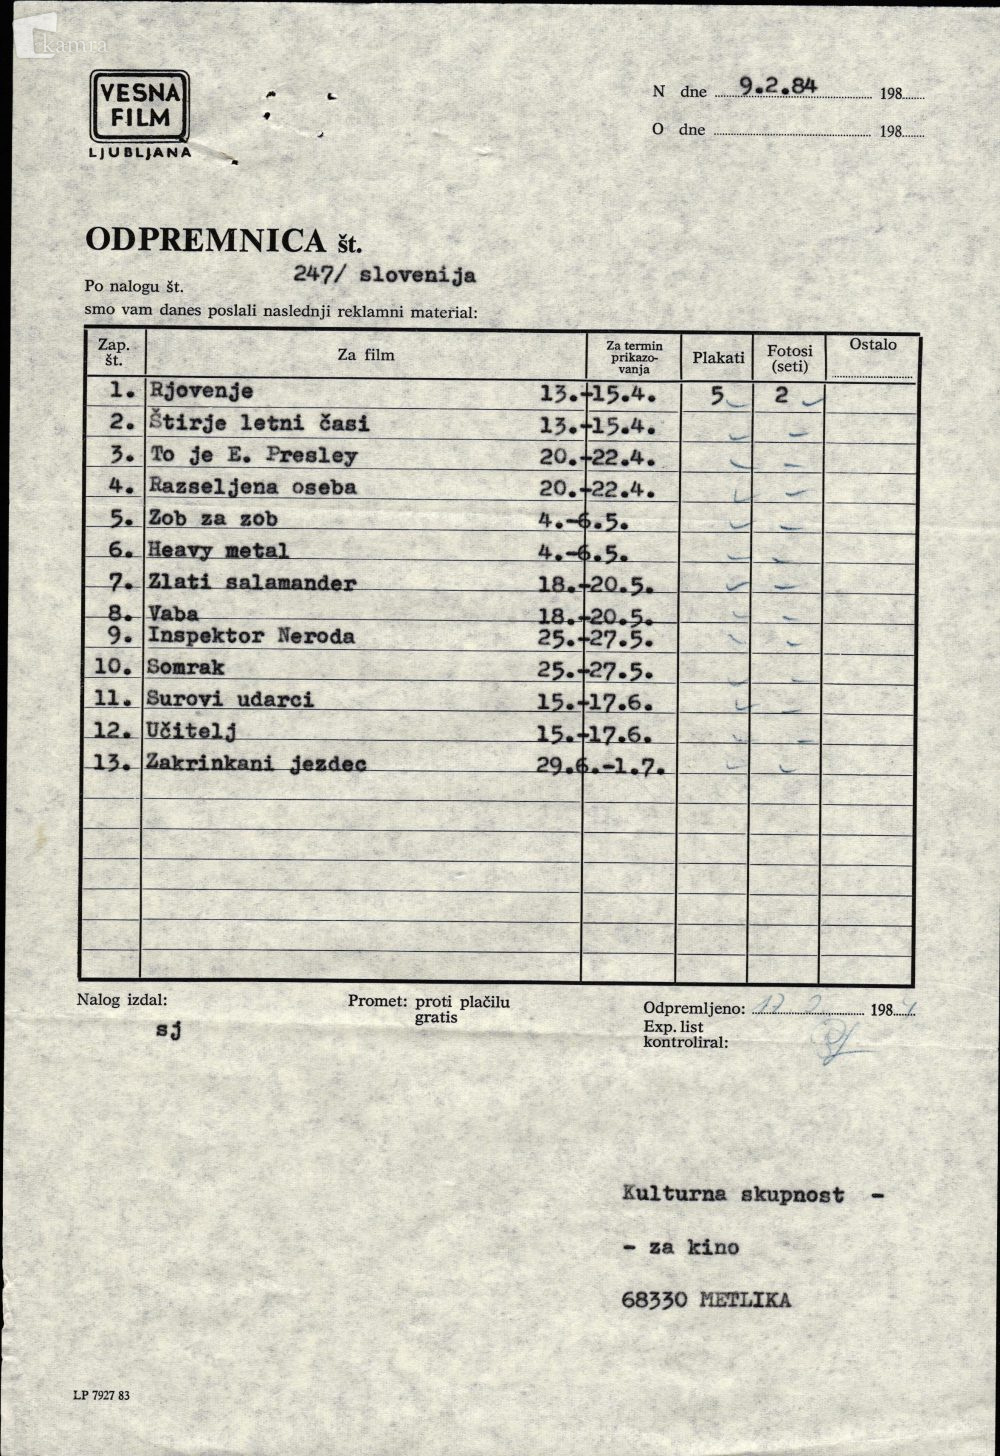 kamra
VESNA
FILM
LJUBLJANA
N dne 9.2.84 198
O dne 198
ODPREMNICA št.
247/ slovenija
Po nalogu št.
smo vam danes poslali naslednji reklamni material:
Zap. št. Za film Za termin prikazo-vanja Plakati Fotosi (seti) Ostalo
1. Rjovenje 13.-15.4. 5 2
2. Štirje letni časi 13.-15.4.
3. To je E. Presley 20.-22.4.
4. Razseljena oseba 20.-22.4.
5. Zob za zob 4.-6.5.
6. Heavy metal 4.-6.5.
7. Zlati salamander 18.-20.5.
8. Vaba 18.-20.5.
9. Inspektor Neroda 25.-27.5.
10. Somrak 25.-27.5.
11. Surovi udarci 15.-17.6.
12. Učitelj 15.-17.6.
13. Zakrinkani jezdec 29.6.-1.7.
Nalog izdal: Promet: proti plačilu Odpremljeno: 198
gratis
sj
Exp. list
kontroliral:
Kulturna skupnost -
- za kino
68330 METLIKA
LP 7927 83